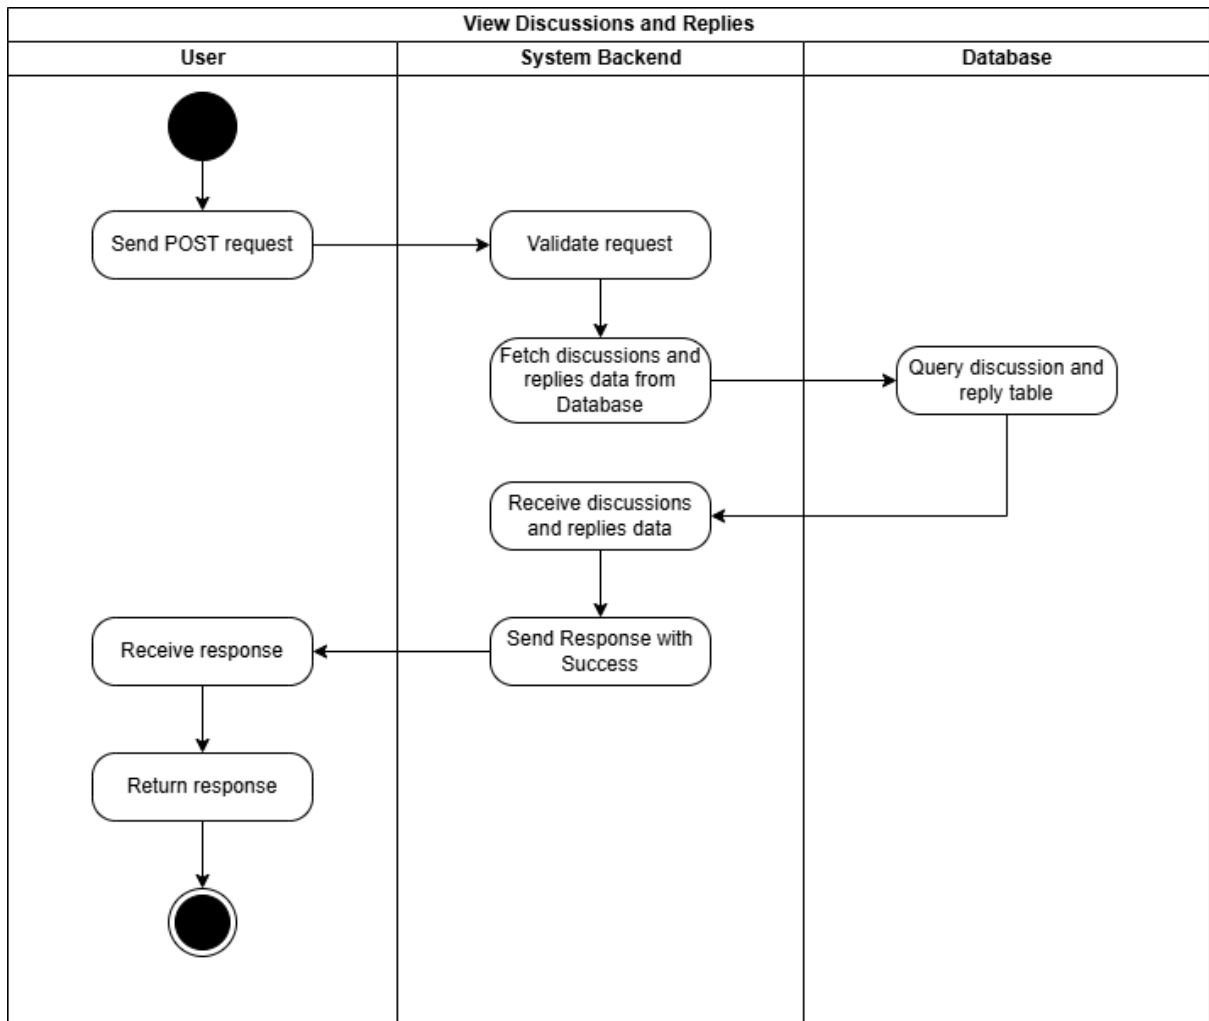 View Discussions and Replies
User
System Backend
Database
Send POST request
Validate request
Fetch discussions and
replies data from
Database
Query discussion and
reply table
Receive discussions
and replies data
Receive response
Send Response with
Success
Return response